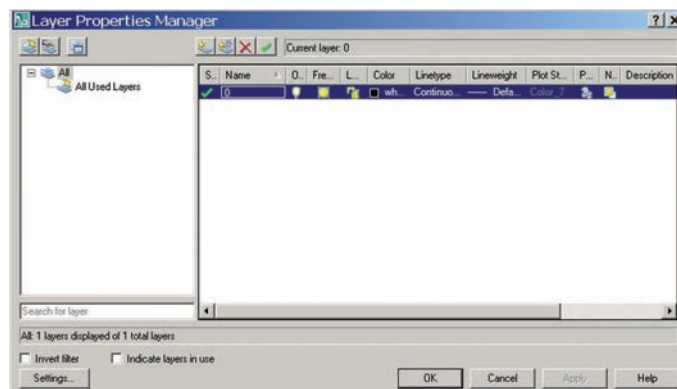 Layer Properties Manager
Current layer: 0
All
All Used Layers
S.. Name O.. Fre... L... Color Linetype Lineweight Plot St... P... N.. Description
0 wh... Continuo... Defa... Color_7
Search for layer
All: 1 layers displayed of 1 total layers
Invert filter Indicate layers in use
Settings... OK Cancel Apply Help